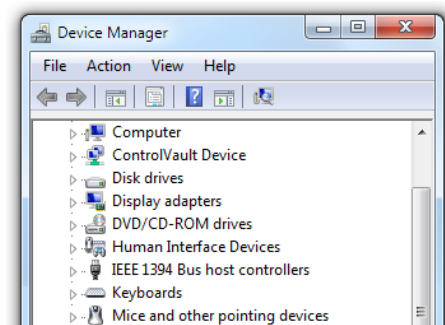 Device Manager
File Action View Help
Computer
ControlVault Device
Disk drives
Display adapters
DVD/CD-ROM drives
Human Interface Devices
IEEE 1394 Bus host controllers
Keyboards
Mice and other pointing devices